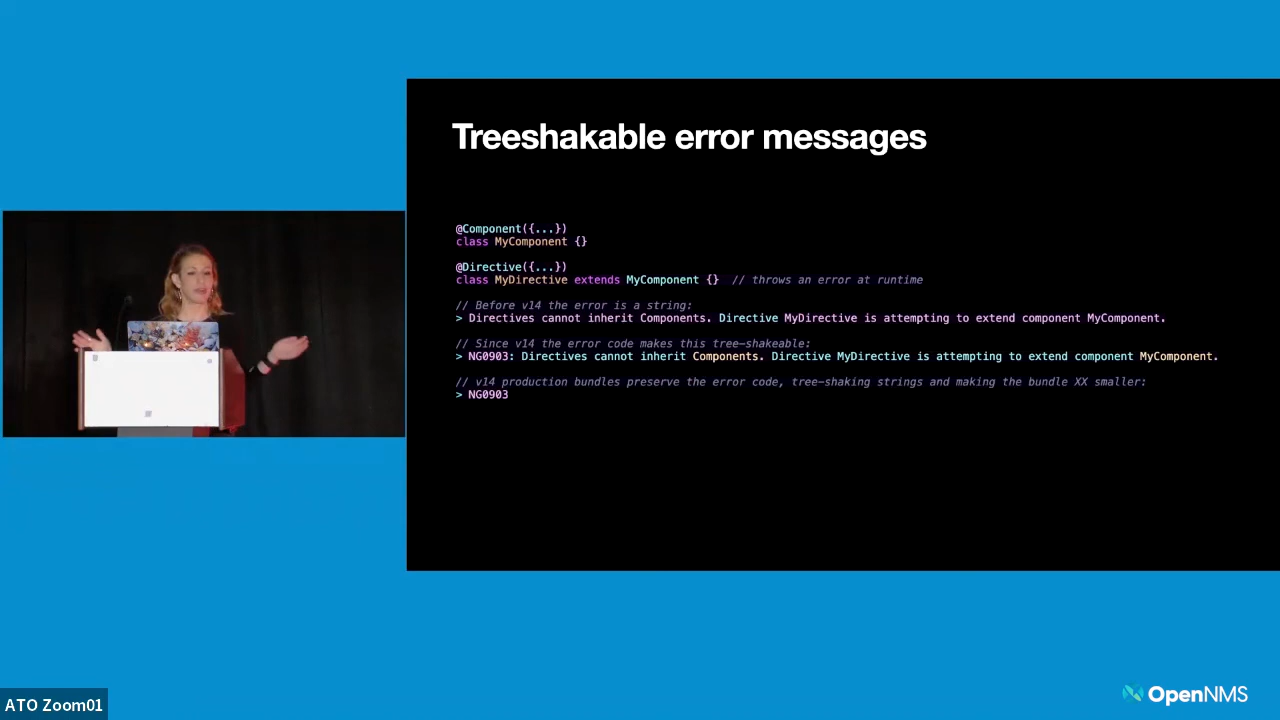 Treeshakable error messages
@Component({...})
class MyComponent {}
@Directive({...})
class MyDirective extends MyComponent {}  // throws an error at runtime
// Before v14 the error is a string:
> Directives cannot inherit Components. Directive MyDirective is attempting to extend component MyComponent.
// Since v14 the error code makes this tree-shakeable:
> NG0903: Directives cannot inherit Components. Directive MyDirective is attempting to extend component MyComponent.
// v14 production bundles preserve the error code, tree-shaking strings and making the bundle XX smaller:
> NG0903
ATO Zoom01
OpenNMS